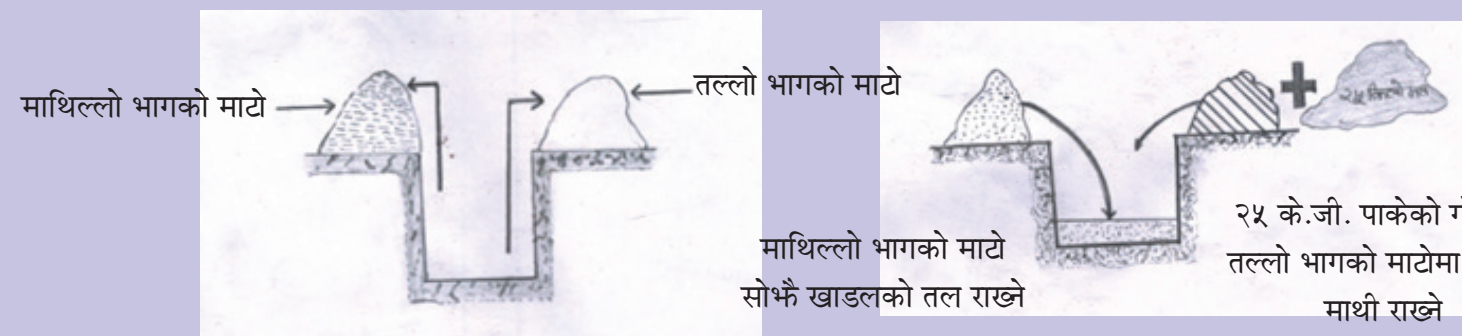 माथिल्लो भागको माटो
तल्लो भागको माटो
माथिल्लो भागको माटो
सोझै खाडलको तल राख्ने
२५ के.जी. पाकेको
तल्लो भागको माटोमा
माथी राख्ने